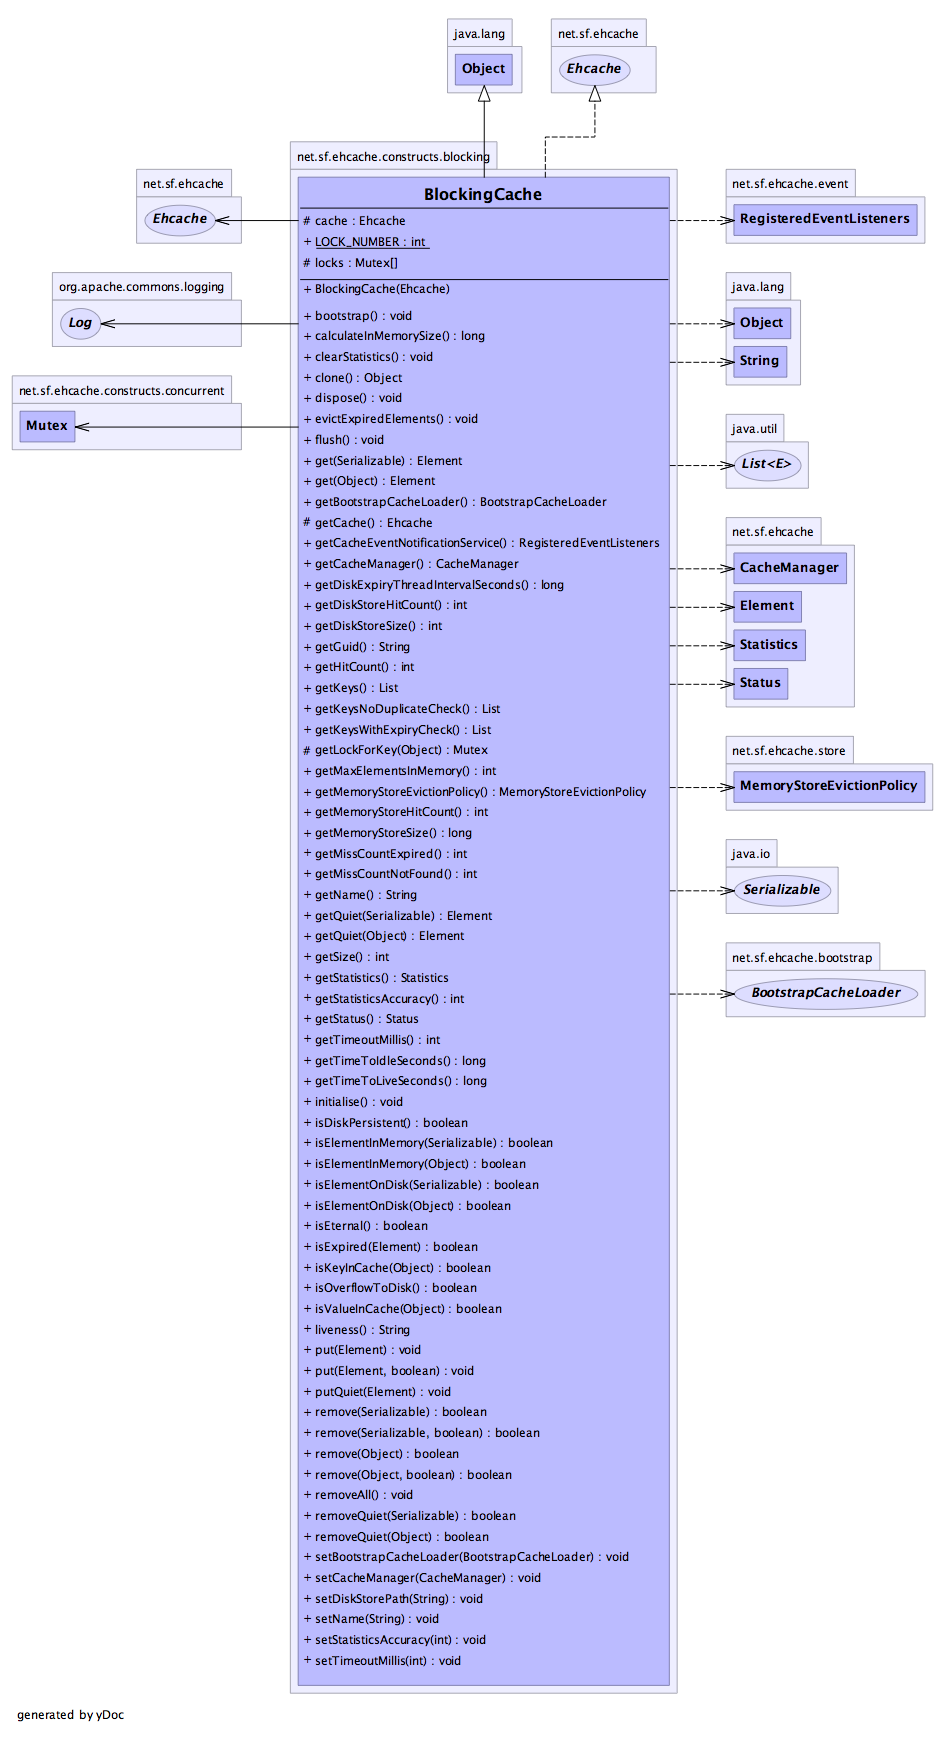 java.lang
Object
net.sf.ehcache
Ehcache
net.sf.ehcache.constructs.blocking
net.sf.ehcache
Ehcache
org.apache.commons.logging
Log
net.sf.ehcache.constructs.concurrent
Mutex
BlockingCache
# cache : Ehcache
+ LOCK_NUMBER : int
# locks : Mutex[]
+ BlockingCache(Ehcache)
+ bootstrap() : void
+ calculateInMemorySize() : long
+ clearStatistics() : void
+ clone() : Object
+ dispose() : void
+ evictExpiredElements() : void
+ flush() : void
+ get(Serializable) : Element
+ get(Object) : Element
+ getBootstrapCacheLoader() : BootstrapCacheLoader
# getCache() : Ehcache
+ getCacheEventNotificationService() : RegisteredEventListeners
+ getCacheManager() : CacheManager
+ getDiskExpiryThreadIntervalSeconds() : long
+ getDiskStoreHitCount() : int
+ getDiskStoreSize() : int
+ getGuid() : String
+ getHitCount() : int
+ getKeys() : List
+ getKeysNoDuplicateCheck() : List
+ getKeysWithExpiryCheck() : List
# getLockForKey(Object) : Mutex
+ getMaxElementsInMemory() : int
+ getMemoryStoreEvictionPolicy() : MemoryStoreEvictionPolicy
+ getMemoryStoreHitCount() : int
+ getMemoryStoreSize() : long
+ getMissCountExpired() : int
+ getMissCountNotFound() : int
+ getName() : String
+ getQuiet(Serializable) : Element
+ getQuiet(Object) : Element
+ getSize() : int
+ getStatistics() : Statistics
+ getStatisticsAccuracy() : int
+ getStatus() : Status
+ getTimeoutMillis() : int
+ getTimeToIdleSeconds() : long
+ getTimeToLiveSeconds() : long
+ initialise() : void
+ isDiskPersistent() : boolean
+ isElementInMemory(Serializable) : boolean
+ isElementInMemory(Object) : boolean
+ isElementOnDisk(Serializable) : boolean
+ isElementOnDisk(Object) : boolean
+ isEternal() : boolean
+ isExpired(Element) : boolean
+ isKeyInCache(Object) : boolean
+ isOverflowToDisk() : boolean
+ isValueInCache(Object) : boolean
+ liveness() : String
+ put(Element) : void
+ put(Element, boolean) : void
+ putQuiet(Element) : void
+ remove(Serializable) : boolean
+ remove(Serializable, boolean) : boolean
+ remove(Object) : boolean
+ remove(Object, boolean) : boolean
+ removeAll() : void
+ removeQuiet(Serializable) : boolean
+ removeQuiet(Object) : boolean
+ setBootstrapCacheLoader(BootstrapCacheLoader) : void
+ setCacheManager(CacheManager) : void
+ setDiskStorePath(String) : void
+ setName(String) : void
+ setStatisticsAccuracy(int) : void
+ setTimeoutMillis(int) : void
net.sf.ehcache.event
RegisteredEventListeners
java.lang
Object
String
java.util
List<E>
net.sf.ehcache
CacheManager
Element
Statistics
Status
net.sf.ehcache.store
MemoryStoreEvictionPolicy
java.io
Serializable
net.sf.ehcache.bootstrap
BootstrapCacheLoader
generated by yDoc